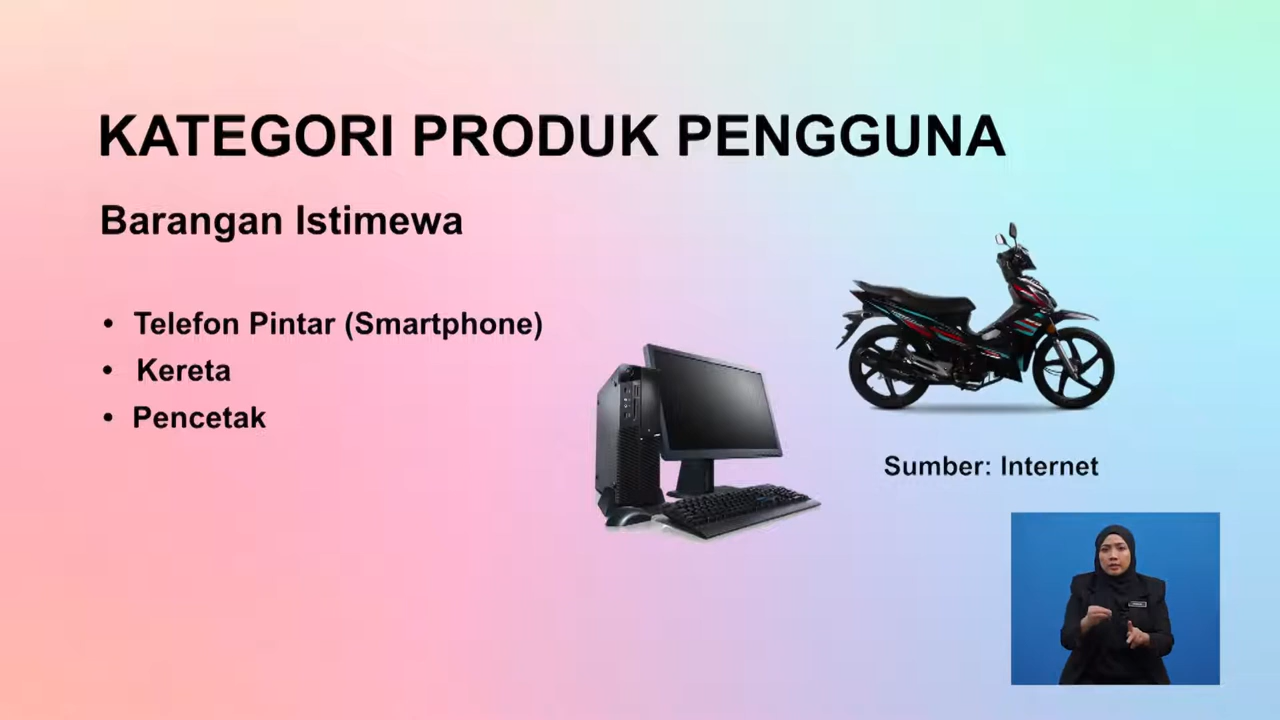 KATEGORI PRODUK PENGGUNA
Barangan Istimewa
• Telefon Pintar (Smartphone)
• Kereta
• Pencetak
Sumber: Internet